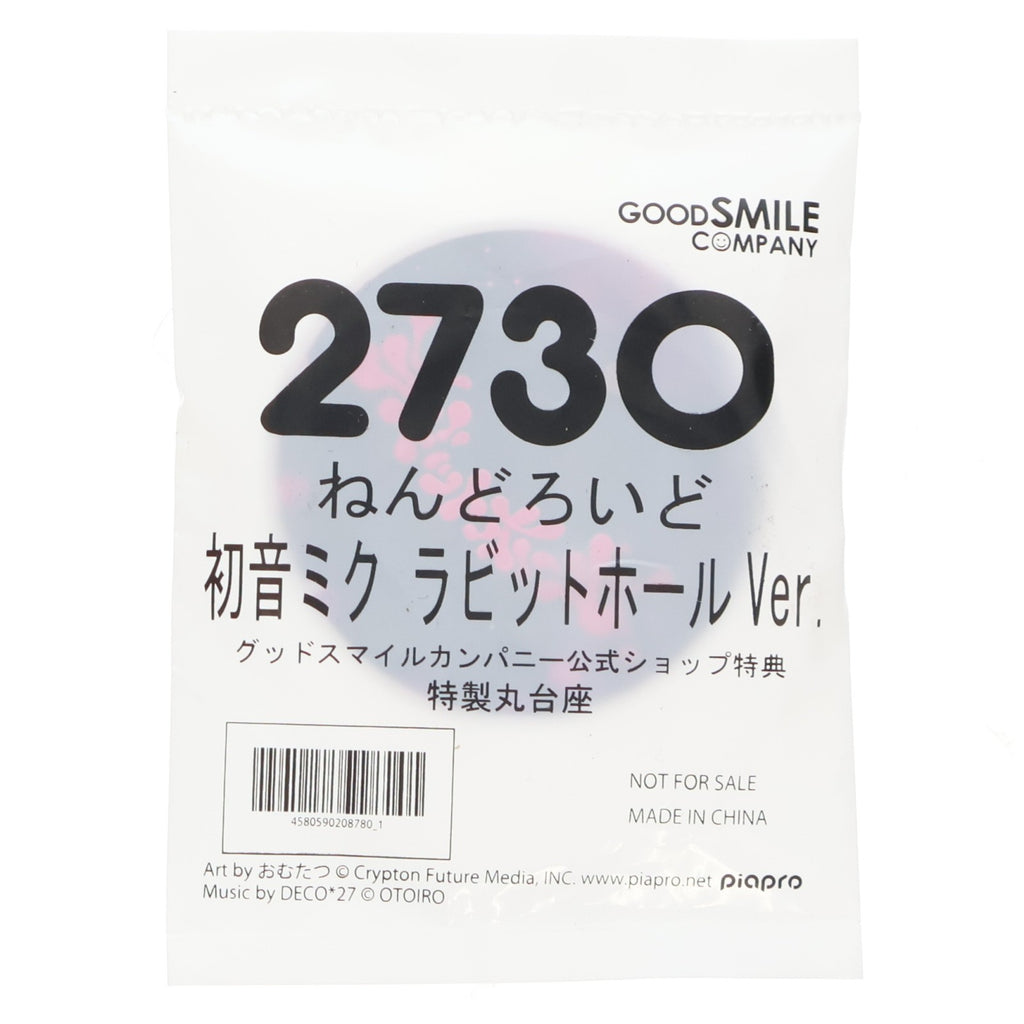 GOOD SMILE
COMPANY
2730
ねんどろいど
初音ミク ラビットホール Ver.
グッドスマイルカンパニー公式ショップ特典
特製丸台座
4580590208780_1
NOT FOR SALE
MADE IN CHINA
Art by おむたつ © Crypton Future Media, INC. www.piapro.net piapro
Music by DECO*27 © OTOIRO